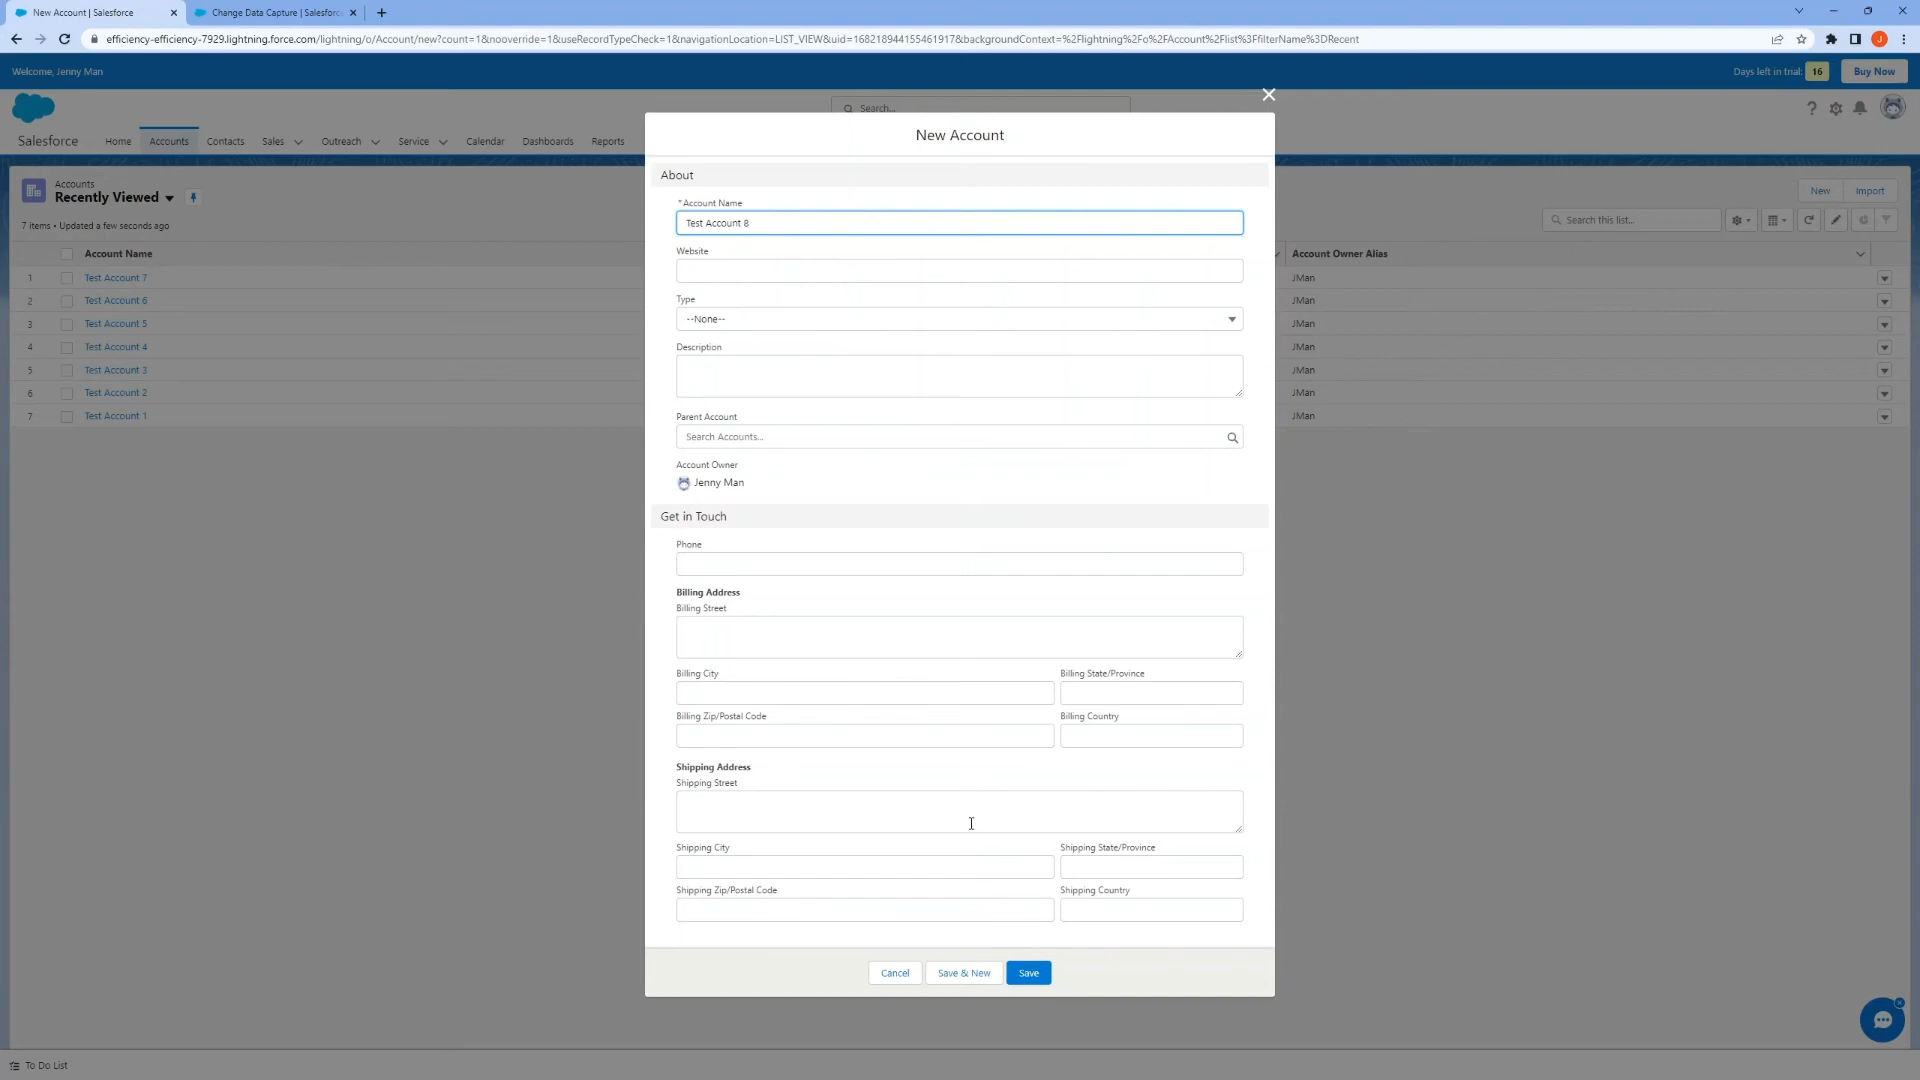 New Account | Salesforce
Change Data Capture | Salesforc
efficiency-efficiency-7929.lightning.force.com/lightning/o/Account/new?count=1&nooverride=1&useRecordTypeCheck=1&navigationLocation=LIST_VIEW&uid=168218944155461917&backgroundContext=%2Flightning%2Fo%2FAccount%2Flist%3FfilterName%3DRecent
J
Welcome, Jenny Man
Days left in trial: 16
Buy Now
Search...
Salesforce
Home
Accounts
Contacts
Sales
Outreach
Service
Calendar
Dashboards
Reports
Accounts
Recently Viewed
New
Import
7 items • Updated a few seconds ago
Search this list...
Account Name
Account Owner Alias
1 Test Account 7 JMan
2 Test Account 6 JMan
3 Test Account 5 JMan
4 Test Account 4 JMan
5 Test Account 3 JMan
6 Test Account 2 JMan
7 Test Account 1 JMan
New Account
About
*Account Name
Test Account 8
Website
Type
--None--
Description
Parent Account
Search Accounts...
Account Owner
Jenny Man
Get in Touch
Phone
Billing Address
Billing Street
Billing City
Billing State/Province
Billing Zip/Postal Code
Billing Country
Shipping Address
Shipping Street
Shipping City
Shipping State/Province
Shipping Zip/Postal Code
Shipping Country
Cancel
Save & New
Save
To Do List